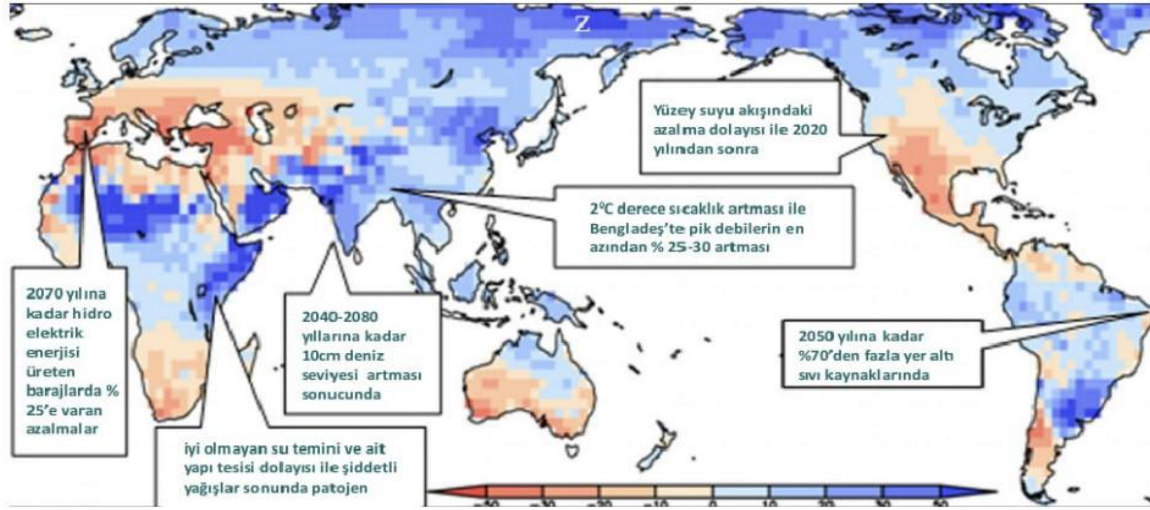 Z
Yüzey suyu akışındaki
azalma dolayısı ile 2020
yılından sonra
2⁰C derece sıcaklık artması ile
Bengladeş'te pik debilerin en
azından % 25-30 artması
2070 yılına
kadar hidro
elektrik
enerjisi
üreten
barajlarda %
25'e varan
azalmalar
2040-2080
yıllarına kadar
10cm deniz
seviyesi artması
sonucunda
2050 yılına kadar
%70'den fazla yer altı
sıvı kaynaklarında
iyi olmayan su temini ve ait
yapı tesisi dolayısı ile şiddetli
yağışlar sonunda patojen